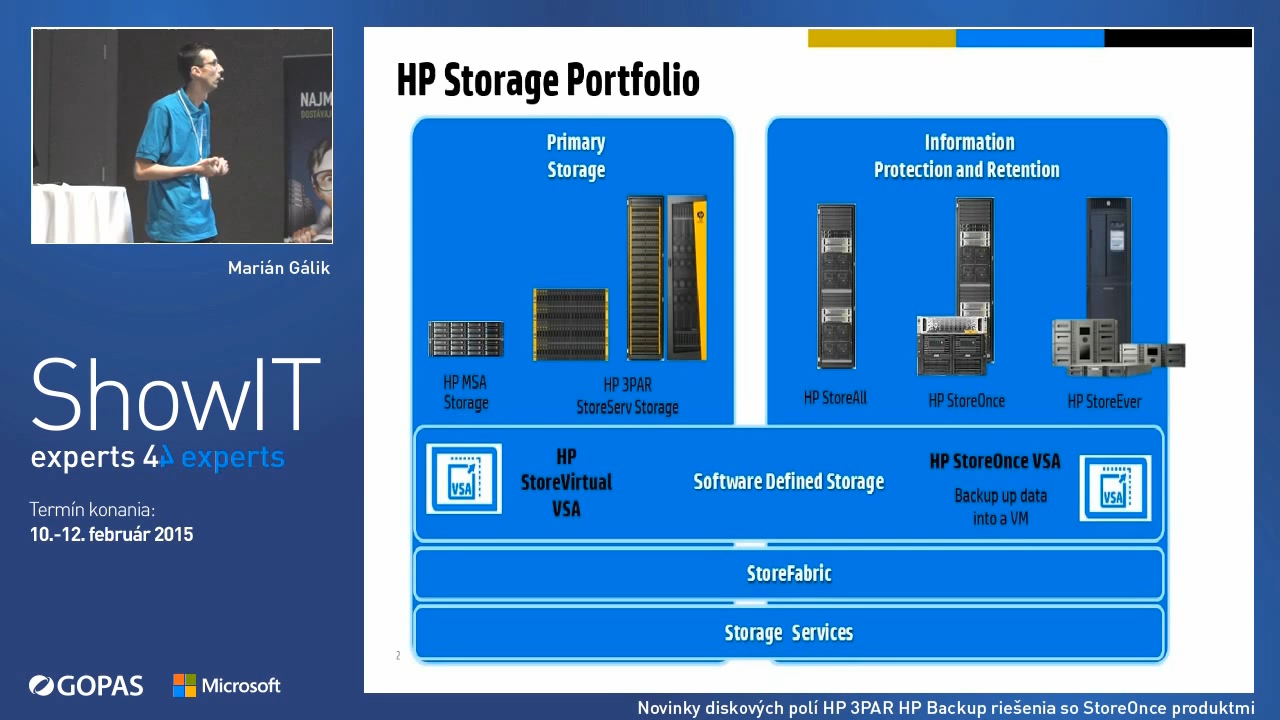 NAJM
DOSTÁVAJ
Marián Gálik
ShowIT
experts 4 experts
Termín konania:
10.-12. február 2015
GOPAS
Microsoft
HP Storage Portfolio
Primary
Storage
HP MSA
Storage
HP 3PAR
StoreServ Storage
Information
Protection and Retention
HP StoreAll
HP StoreOnce
HP StoreEver
VSA
HP
StoreVirtual
VSA
Software Defined Storage
HP StoreOnce VSA
Backup up data
into a VM
VSA
StoreFabric
Storage Services
2
Novinky diskových polí HP 3PAR HP Backup riešenia so StoreOnce produktmi